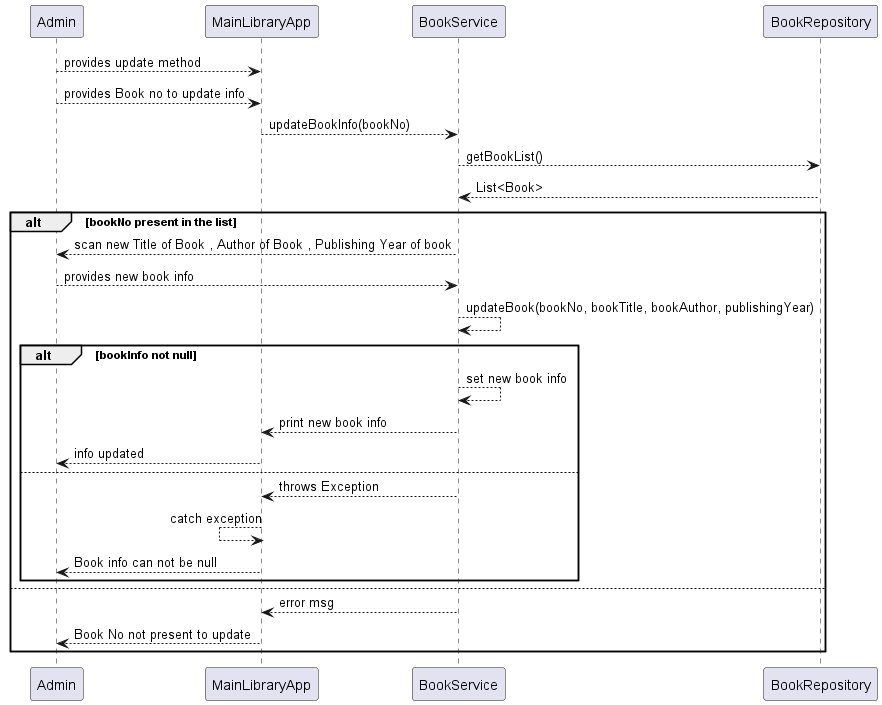 Admin MainLibraryApp BookService BookRepository
provides update method
provides Book no to update info
updateBookInfo(bookNo)
getBookList()
List<Book>
alt [bookNo present in the list]
scan new Title of Book , Author of Book , Publishing Year of book
provides new book info
updateBook(bookNo, bookTitle, bookAuthor, publishingYear)
alt [bookInfo not null]
set new book info
print new book info
info updated
throws Exception
catch exception
Book info can not be null
error msg
Book No not present to update
Admin MainLibraryApp BookService BookRepository